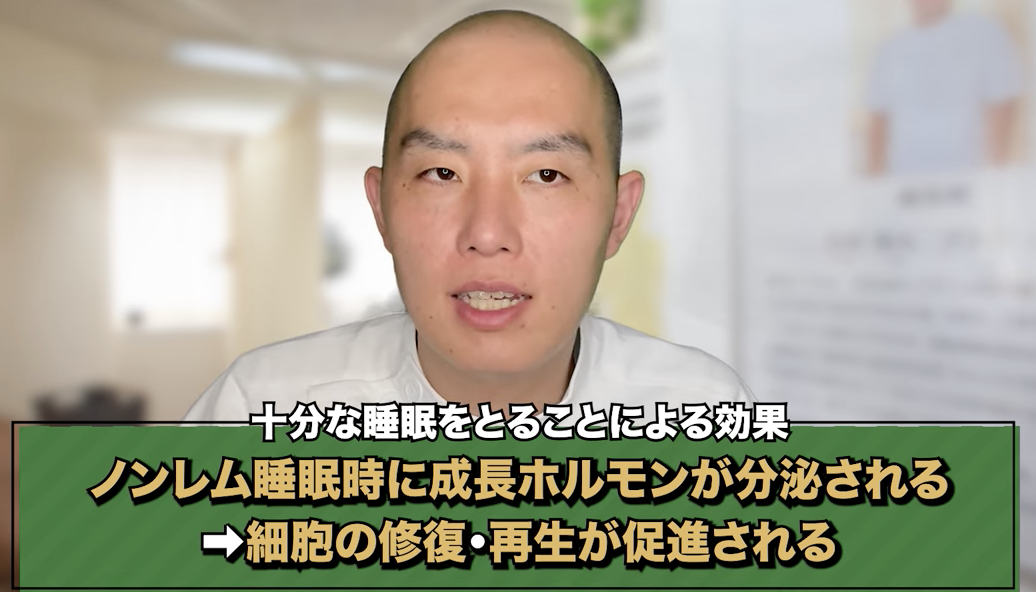 十分な睡眠をとることによる効果
ノンレム睡眠時に成長ホルモンが分泌される
➡細胞の修復・再生が促進される